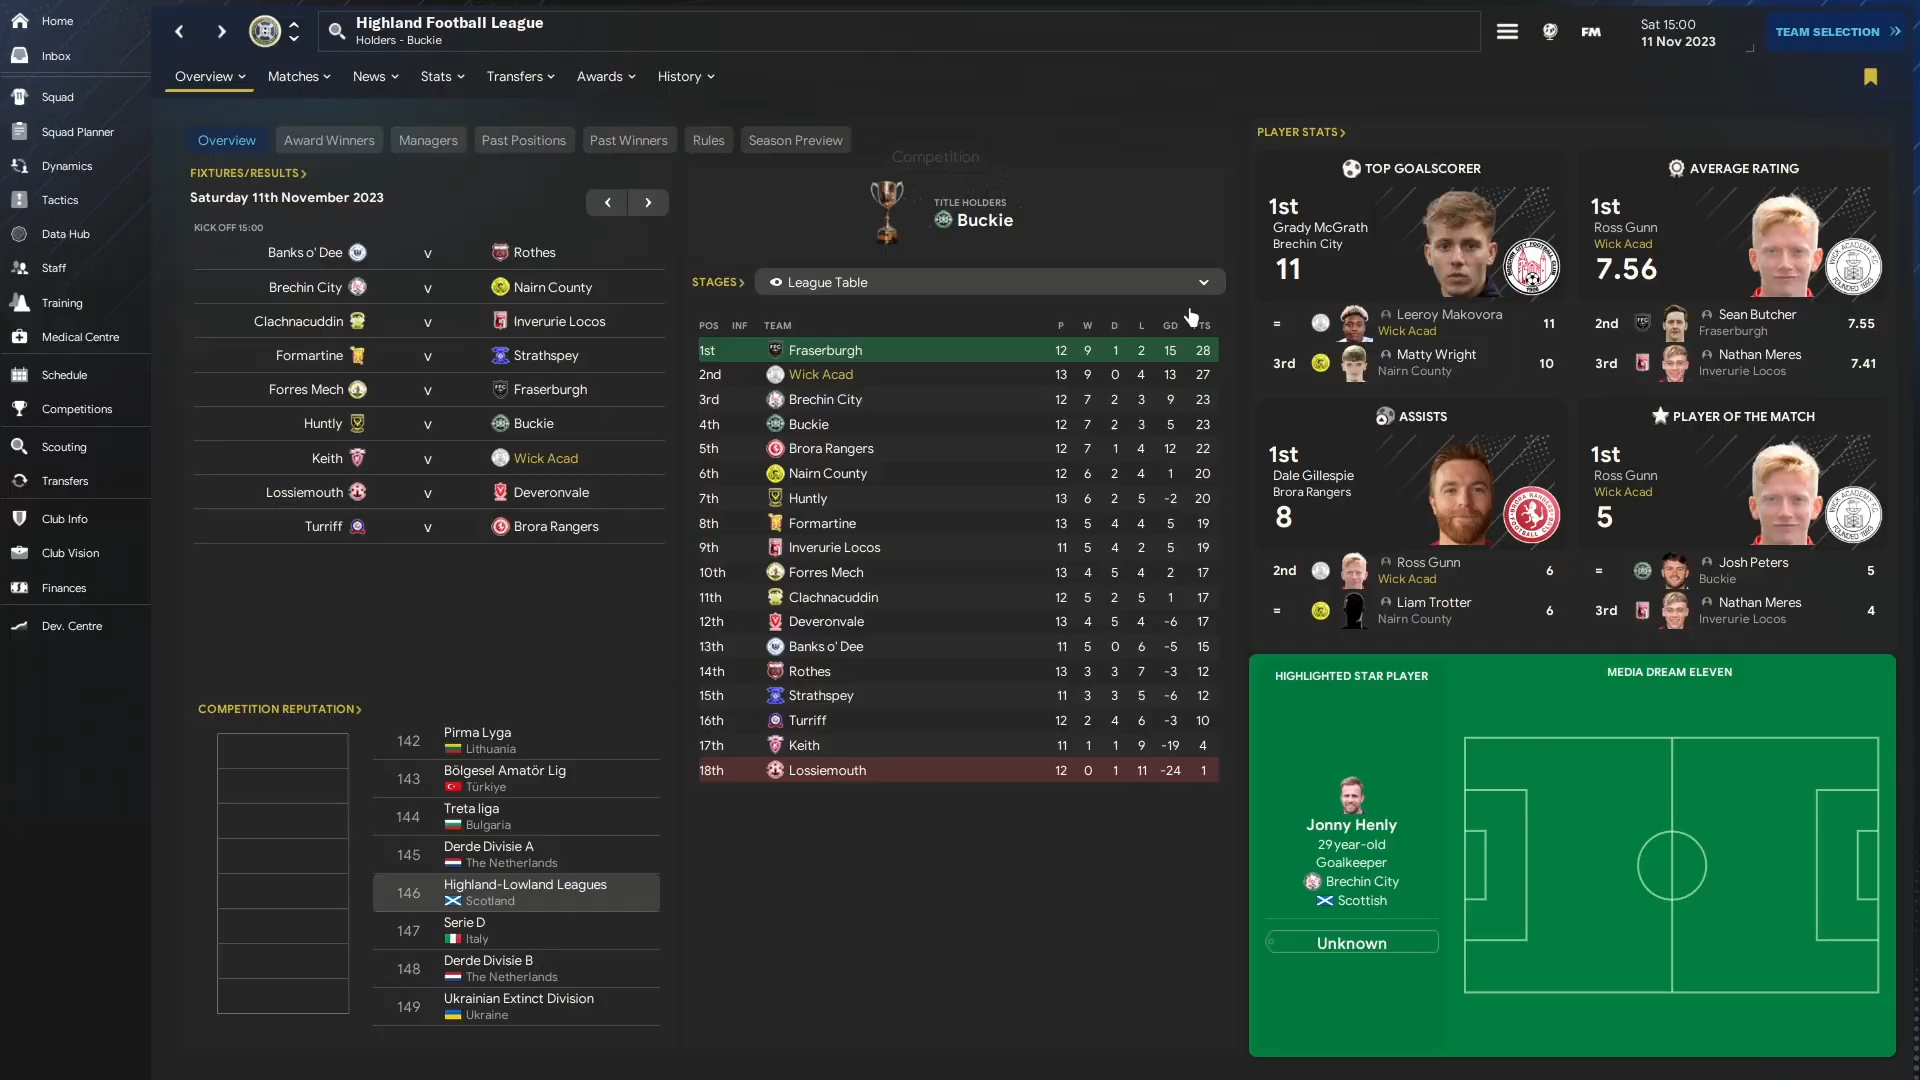 Home
Inbox
Squad
Squad Planner
Dynamics
Tactics
Data Hub
Staff
Training
Medical Centre
Schedule
Competitions
Scouting
Transfers
Club Info
Club Vision
Finances
Dev. Centre
Highland Football League
Holders - Buckie
FM
Sat 15:00
11 Nov 2023
TEAM SELECTION
Overview Matches News Stats Transfers Awards History
Overview Award Winners Managers Past Positions Past Winners Rules Season Preview
FIXTURES/RESULTS
Saturday 11th November 2023
KICK OFF 15:00
Banks o' Dee v Rothes
Brechin City v Nairn County
Clachnacuddin v Inverurie Locos
Formartine v Strathspey
Forres Mech v Fraserburgh
Huntly v Buckie
Keith v Wick Acad
Lossiemouth v Deveronvale
Turriff v Brora Rangers
COMPETITION REPUTATION
142 Pirma Lyga
Lithuania
143 Bölgesel Amatör Lig
Türkiye
144 Treta liga
Bulgaria
145 Derde Divisie A
The Netherlands
146 Highland-Lowland Leagues
Scotland
147 Serie D
Italy
148 Derde Divisie B
The Netherlands
149 Ukrainian Extinct Division
Ukraine
Competition
TITLE HOLDERS
Buckie
STAGES League Table
POS INF TEAM P W D L GD TS
1st Fraserburgh 12 9 1 2 15 28
2nd Wick Acad 13 9 0 4 13 27
3rd Brechin City 12 7 2 3 9 23
4th Buckie 12 7 2 3 5 23
5th Brora Rangers 12 7 1 4 12 22
6th Nairn County 12 6 2 4 1 20
7th Huntly 13 6 2 5 -2 20
8th Formartine 13 5 4 4 5 19
9th Inverurie Locos 11 5 4 2 5 19
10th Forres Mech 13 4 5 4 2 17
11th Clachnacuddin 12 5 2 5 1 17
12th Deveronvale 13 4 5 4 -6 17
13th Banks o' Dee 11 5 0 6 -5 15
14th Rothes 13 3 3 7 -3 12
15th Strathspey 11 3 3 5 -6 12
16th Turriff 12 2 4 6 -3 10
17th Keith 11 1 1 9 -19 4
18th Lossiemouth 12 0 1 11 -24 1
PLAYER STATS
TOP GOALSCORER
1st
Grady McGrath
Brechin City
11
= Leeroy Makovora 11
Wick Acad
3rd Matty Wright 10
Nairn County
AVERAGE RATING
1st
Ross Gunn
Wick Acad
7.56
2nd Sean Butcher 7.55
Fraserburgh
3rd Nathan Meres 7.41
Inverurie Locos
ASSISTS
1st
Dale Gillespie
Brora Rangers
8
2nd Ross Gunn 6
Wick Acad
= Liam Trotter 6
Nairn County
PLAYER OF THE MATCH
1st
Ross Gunn
Wick Acad
5
= Josh Peters 5
Buckie
3rd Nathan Meres 4
Inverurie Locos
HIGHLIGHTED STAR PLAYER
Jonny Henly
29 year-old
Goalkeeper
Brechin City
Scottish
Unknown
MEDIA DREAM ELEVEN